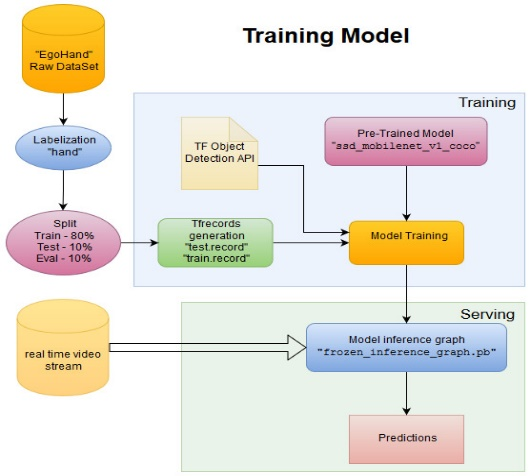 Training Model
"EgoHand"
Raw DataSet
Labelization
"hand"
Split
Train - 80%
Test - 10%
Eval - 10%
Training
TF Object
Detection API
Pre-Trained Model
"ssd_mobilenet_v1_coco"
Tfrecords
generation
"test.record"
"train.record"
Model Training
Serving
real time video
stream
Model inference graph
"frozen_inference_graph.pb"
Predictions